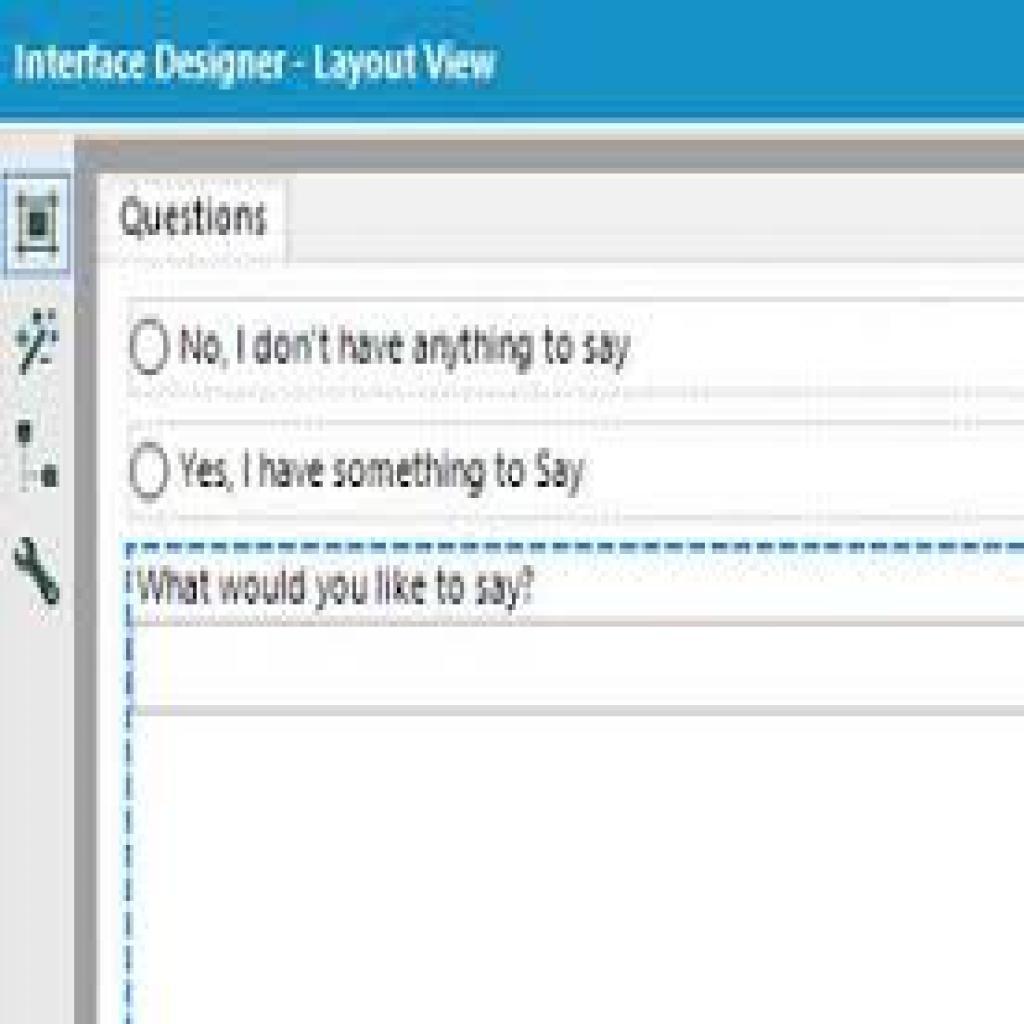 Interface Designer - Layout View
Questions
No, I don't have anything to say
Yes, I have something to Say
What would you like to say?